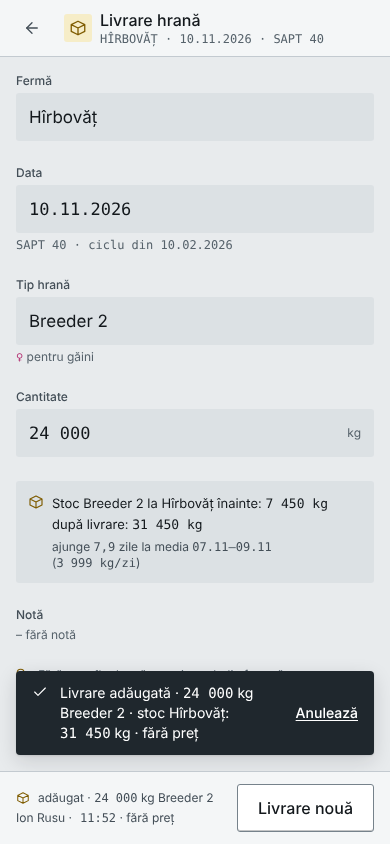 Livrare hrană
HÎRBOVĂȚ · 10.11.2026 · SAPT 40
Fermă
Hîrbovăț
Data
10.11.2026
SAPT 40 · ciclu din 10.02.2026
Tip hrană
Breeder 2
♀ pentru găini
Cantitate
24 000 kg
Stoc Breeder 2 la Hîrbovăț înainte: 7 450 kg
după livrare: 31 450 kg
ajunge 7,9 zile la media 07.11–09.11
(3 999 kg/zi)
Notă
– fără notă
Livrare adăugată · 24 000 kg
Breeder 2 · stoc Hîrbovăț:
31 450 kg · fără preț
Anulează
adăugat · 24 000 kg Breeder 2
Ion Rusu · 11:52 · fără preț
Livrare nouă